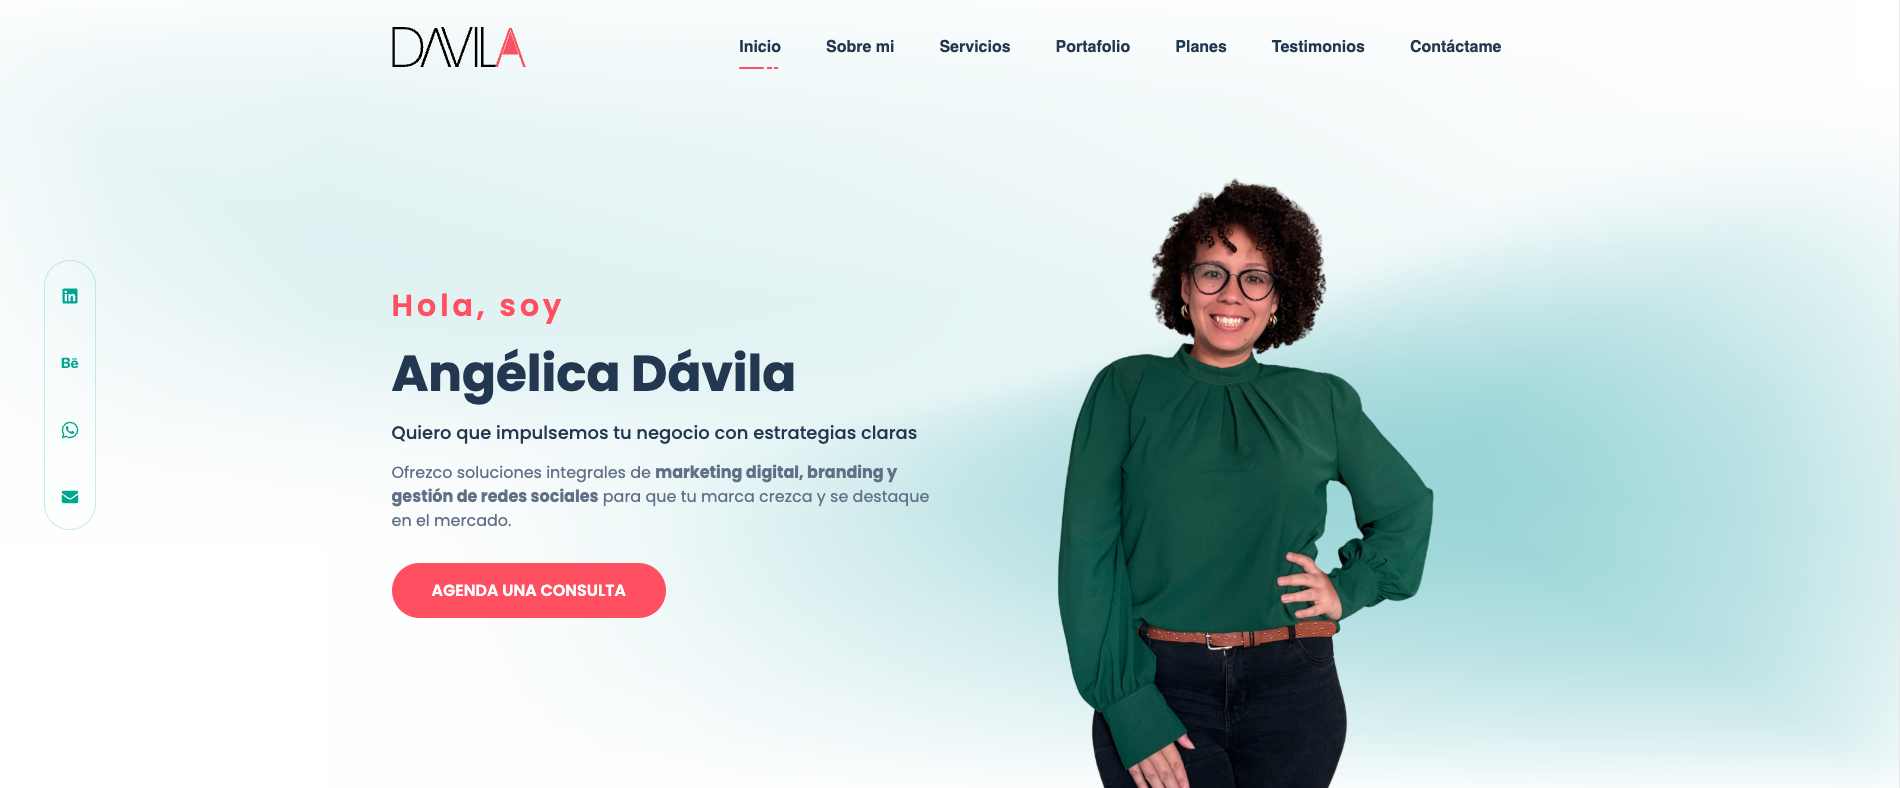 DAVILA
Inicio
Sobre mi
Servicios
Portafolio
Planes
Testimonios
Contáctame
in
Bē
Hola, soy
Angélica Dávila
Quiero que impulsemos tu negocio con estrategias claras
Ofrezco soluciones integrales de marketing digital, branding y
gestión de redes sociales para que tu marca crezca y se destaque
en el mercado.
AGENDA UNA CONSULTA